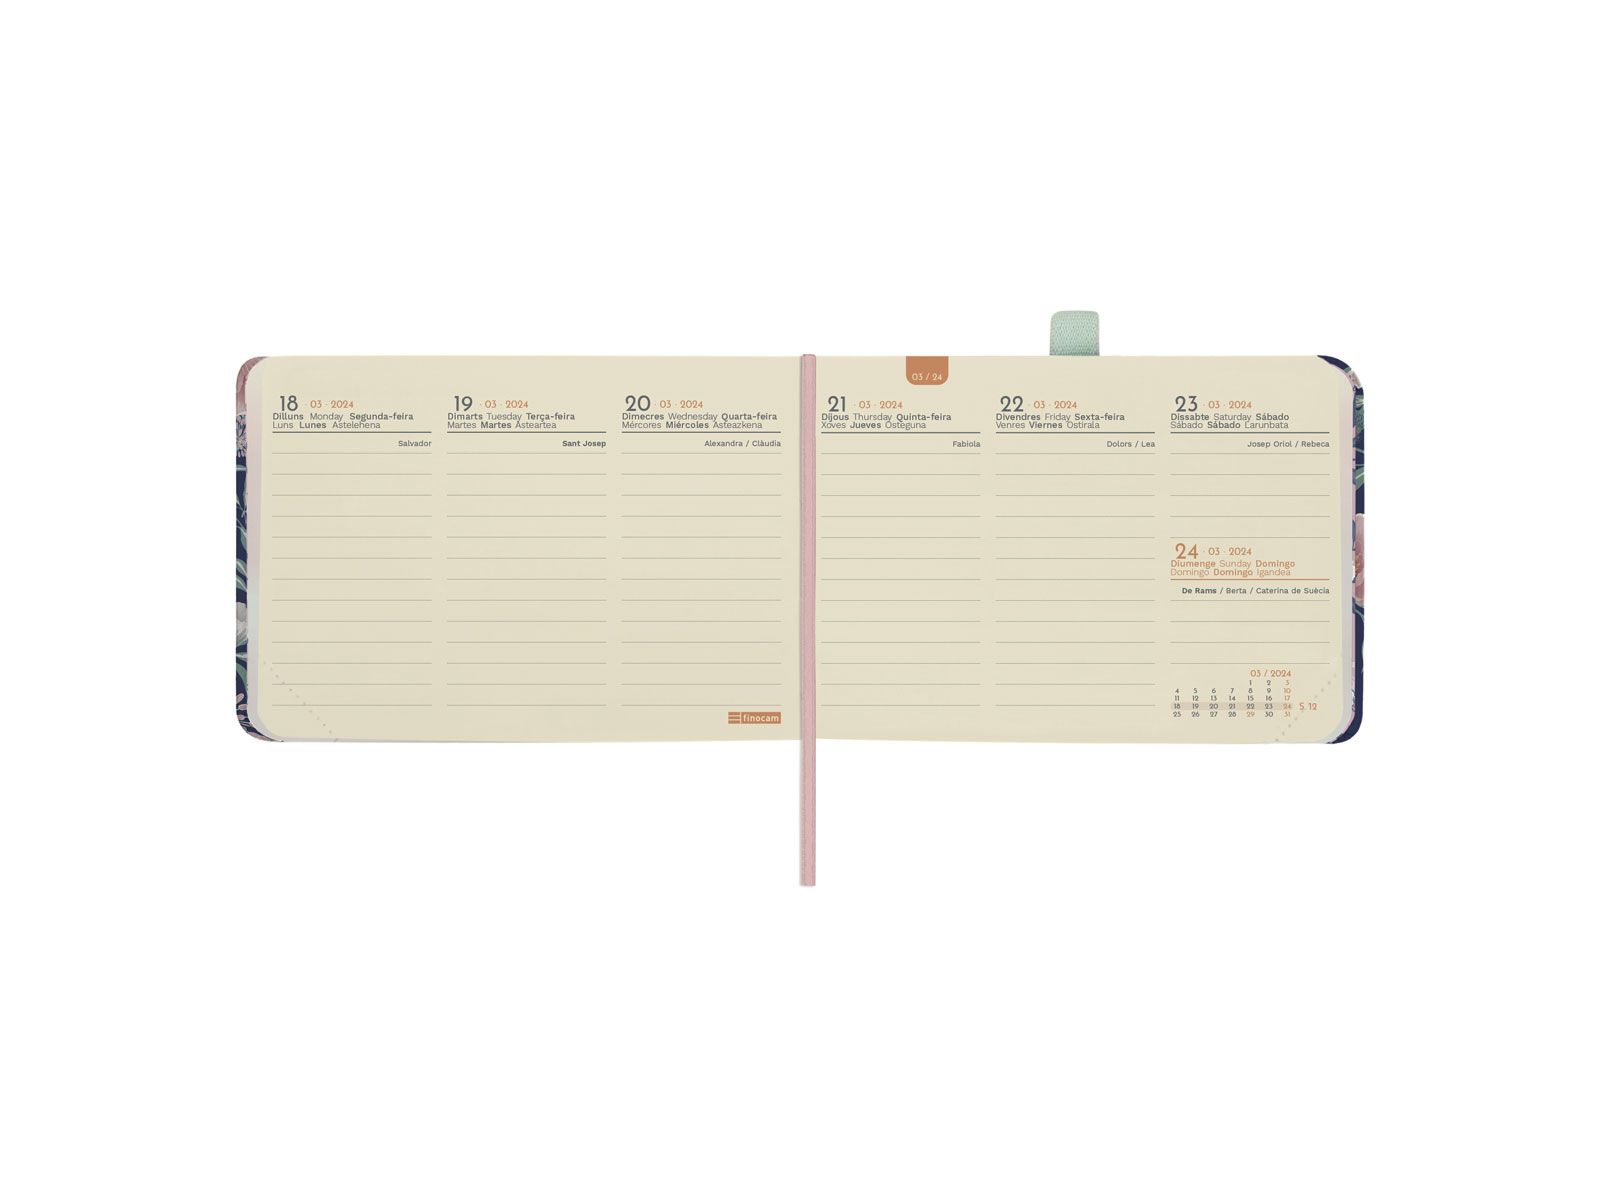 18 · 03 · 2024
Dilluns Monday Segunda-feira
Luns Lunes Astelehena
Salvador
19 · 03 · 2024
Dimarts Tuesday Terça-feira
Martes Martes Asteartea
Sant Josep
20 · 03 · 2024
Dimecres Wednesday Quarta-feira
Mércores Miércoles Asteazkena
Alexandra / Clàudia
finocam
03 / 24
21 · 03 · 2024
Dijous Thursday Quinta-feira
Xoves Jueves Osteguna
Fabiola
22 · 03 · 2024
Divendres Friday Sexta-feira
Venres Viernes Ostirala
Dolors / Lea
23 · 03 · 2024
Dissabte Saturday Sábado
Sábado Sábado Larunbata
Josep Oriol / Rebeca
24 · 03 · 2024
Diumenge Sunday Domingo
Domingo Domingo Igandea
De Rams / Berta / Caterina de Suècia
03 / 2024
1 2 3
4 5 6 7 8 9 10
11 12 13 14 15 16 17
18 19 20 21 22 23 24 S. 12
25 26 27 28 29 30 31